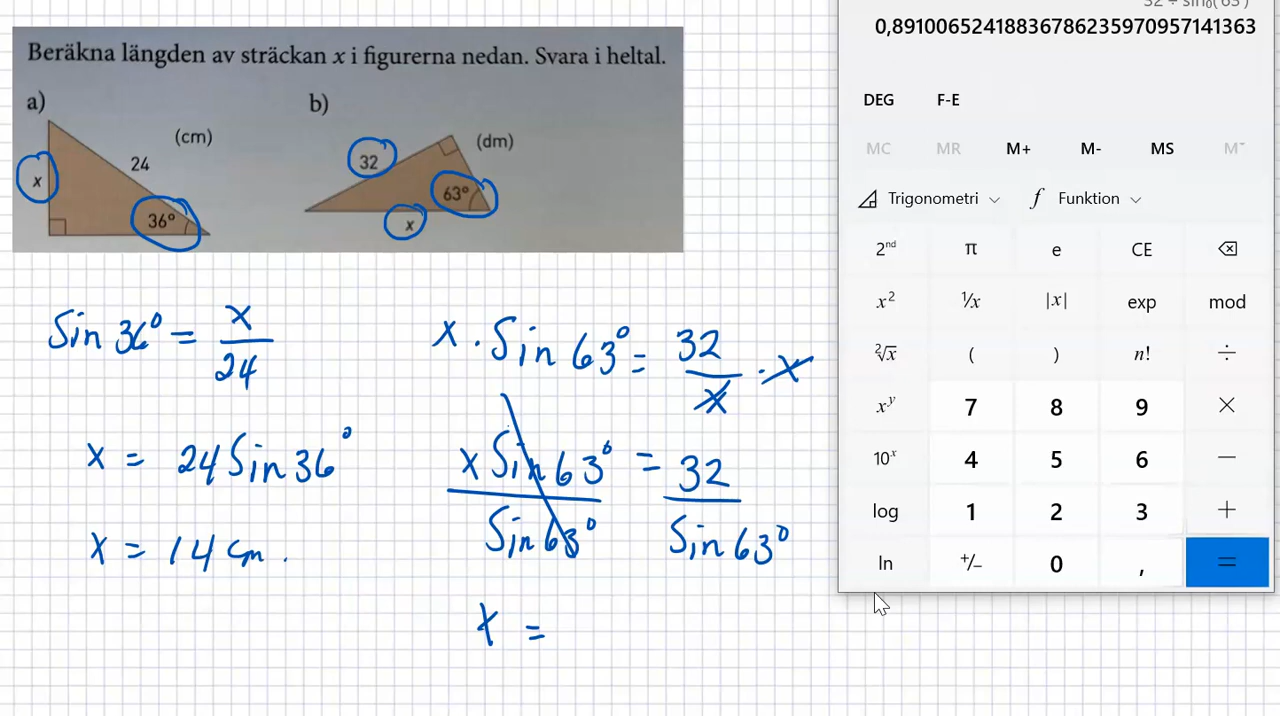 Beräkna längden av sträckan x i figurerna nedan. Svara i heltal.
a)
(cm)
24
x
36°
b)
(dm)
32
63°
x
Sin 36° = x/24
x = 24 Sin 36°
x = 14 cm.
x · Sin 63° = 32/x · x
x Sin 63°/Sin 63° = 32/Sin 63°
x =
0,89100652418836786235970957141363
DEG F-E
MC MR M+ M- MS M˅
Trigonometri f Funktion
2nd π e CE
x² ¹/x |x| exp mod
²√x ( ) n! ÷
xʸ 7 8 9 ×
10ˣ 4 5 6 −
log 1 2 3 +
ln +/− 0 , =